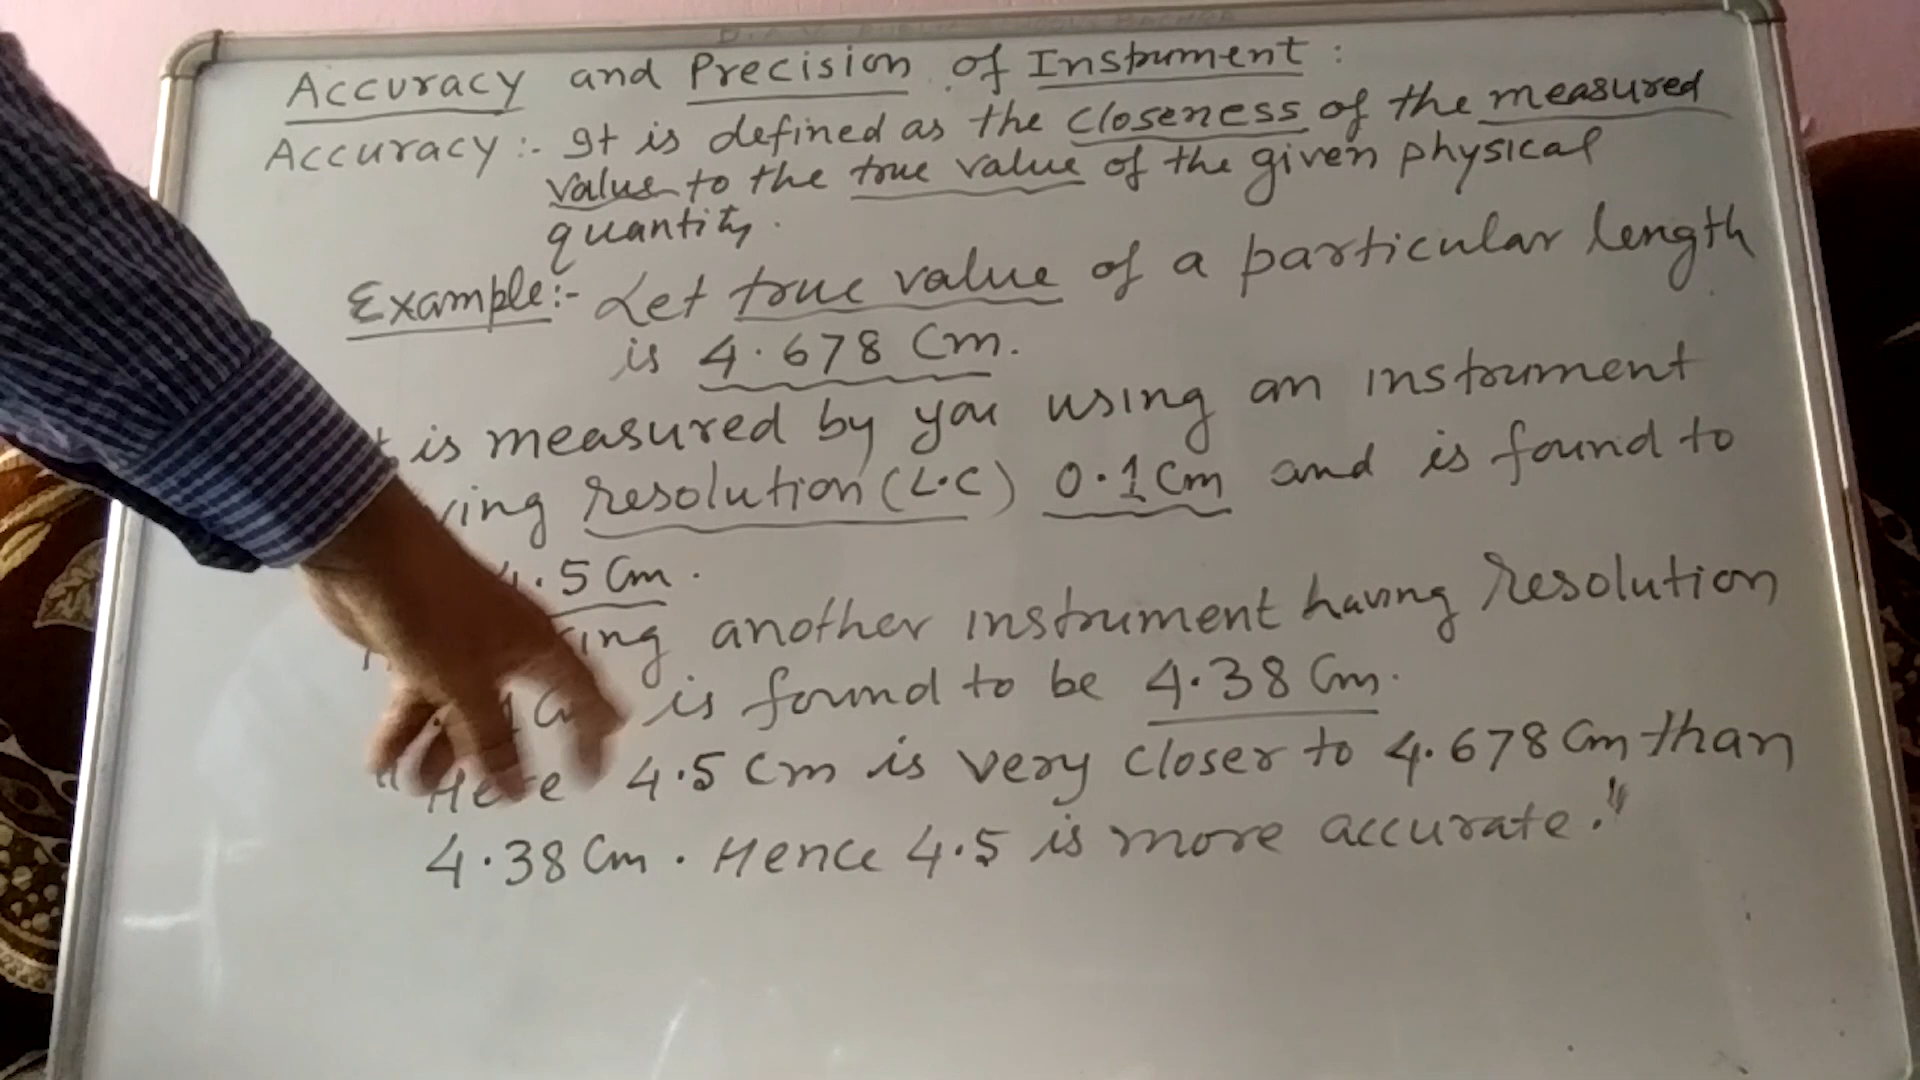 Accuracy and Precision of Instrument :
Accuracy :- It is defined as the closeness of the measured
value to the true value of the given physical
quantity.
Example:- Let true value of a particular length
is 4.678 cm.
is measured by you using an instrument
resolution (L.C) 0.1 cm and is found to
.5 cm.
another instrument having resolution
is found to be 4.38 cm.
"Here 4.5 cm is very closer to 4.678 cm than
4.38 cm. Hence 4.5 is more accurate."